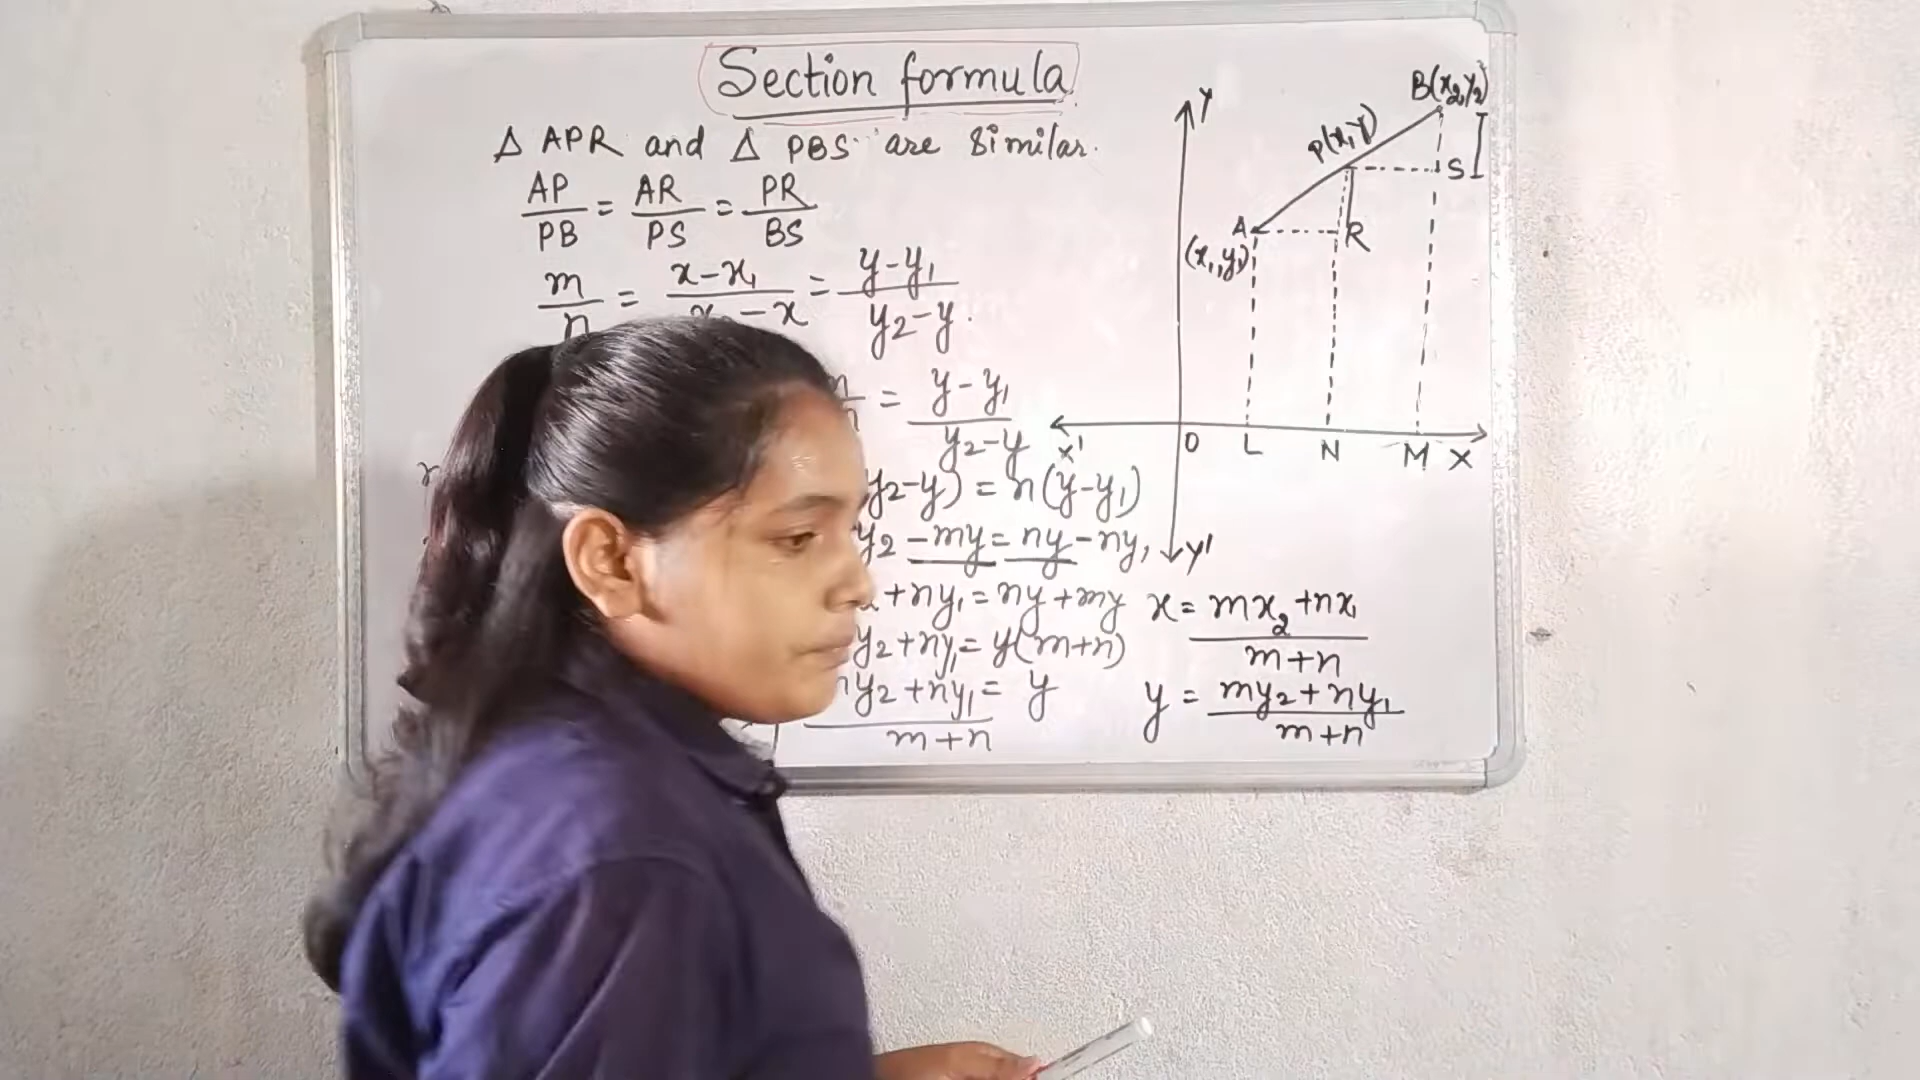 Section formula
Δ APR and Δ PBS are Similar.
AP/PB = AR/PS = PR/BS
m/n = x-x₁/x₂-x = y-y₁/y₂-y.
= y-y₁/y₂-y
y₂-y) = n(y-y₁)
y₂ -my = ny -ny₁
+ny₁ = ny+my
y₂+ny₁ = y(m+n)
y₂+ny₁/m+n = y
Y
B(x₂,y₂)
P(x,y)
S
A
R
(x₁,y₁)
X'
O
L
N
M
X
Y'
x = mx₂+nx₁/m+n
y = my₂+ny₁/m+n